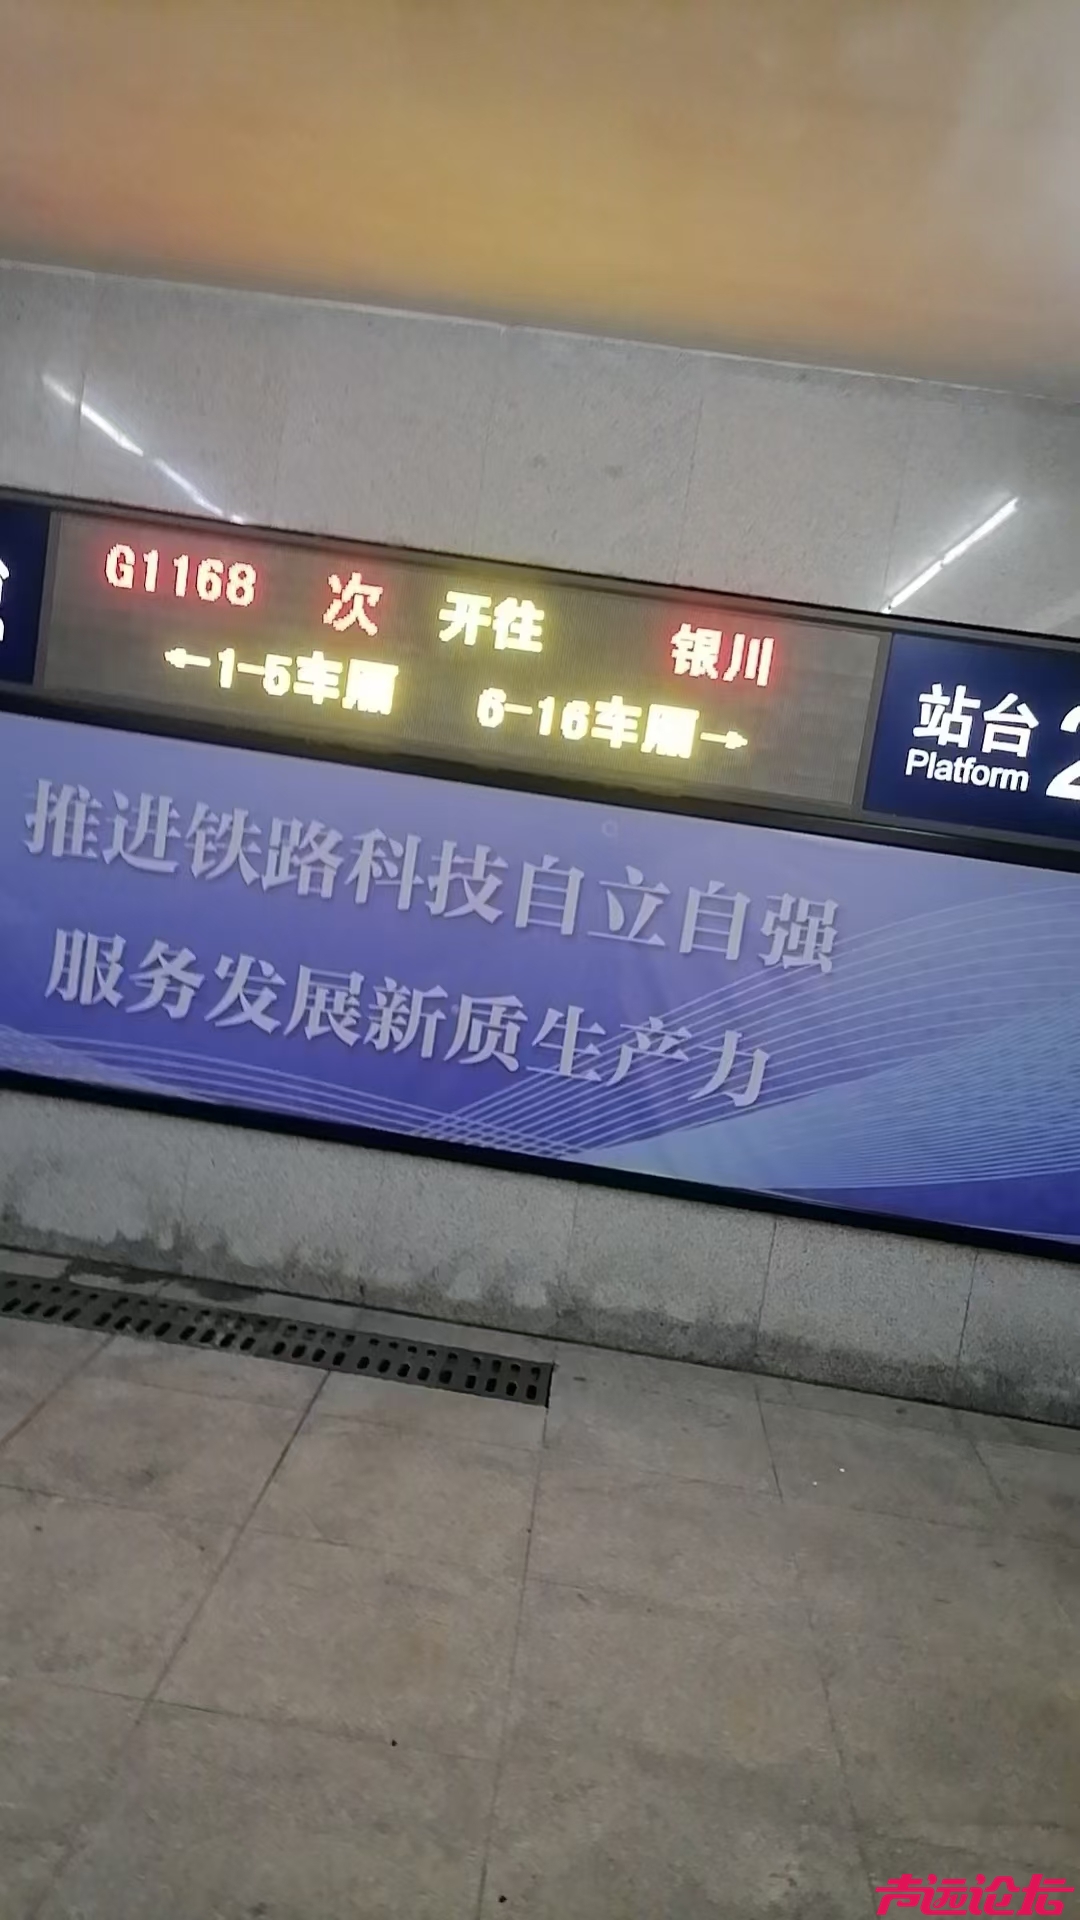 G1168 次 开往 银川
←1-5车厢 6-16车厢→
站台
Platform
推进铁路科技自立自强
服务发展新质生产力
声远论坛